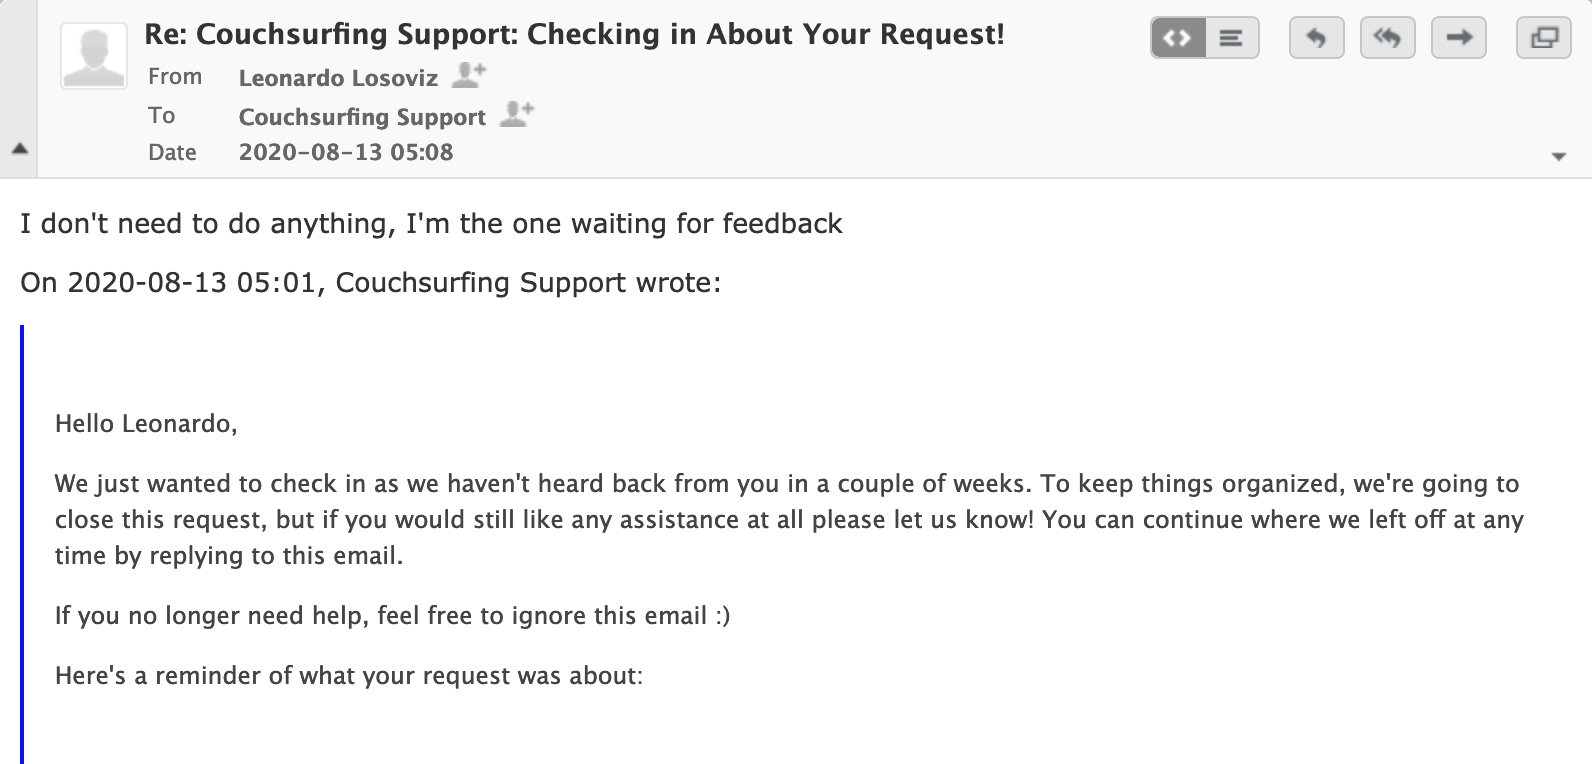 Re: Couchsurfing Support: Checking in About Your Request!
From Leonardo Losoviz
To Couchsurfing Support
Date 2020-08-13 05:08
I don't need to do anything, I'm the one waiting for feedback
On 2020-08-13 05:01, Couchsurfing Support wrote:
Hello Leonardo,
We just wanted to check in as we haven't heard back from you in a couple of weeks. To keep things organized, we're going to
close this request, but if you would still like any assistance at all please let us know! You can continue where we left off at any
time by replying to this email.
If you no longer need help, feel free to ignore this email :)
Here's a reminder of what your request was about: